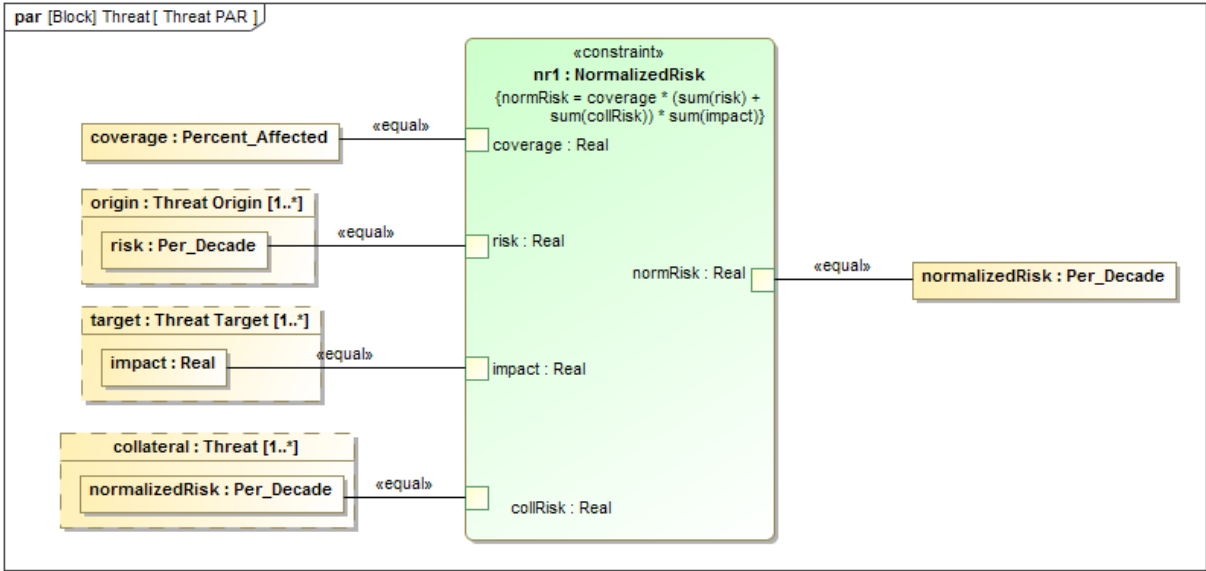 par [Block] Threat [ Threat PAR ]
«constraint»
nr1 : NormalizedRisk
{normRisk = coverage * (sum(risk) +
sum(collRisk)) * sum(impact)}
coverage : Percent_Affected
«equal»
coverage : Real
origin : Threat Origin [1..*]
risk : Per_Decade
«equal»
risk : Real
normRisk : Real
«equal»
normalizedRisk : Per_Decade
target : Threat Target [1..*]
impact : Real
«equal»
impact : Real
collateral : Threat [1..*]
normalizedRisk : Per_Decade
«equal»
collRisk : Real